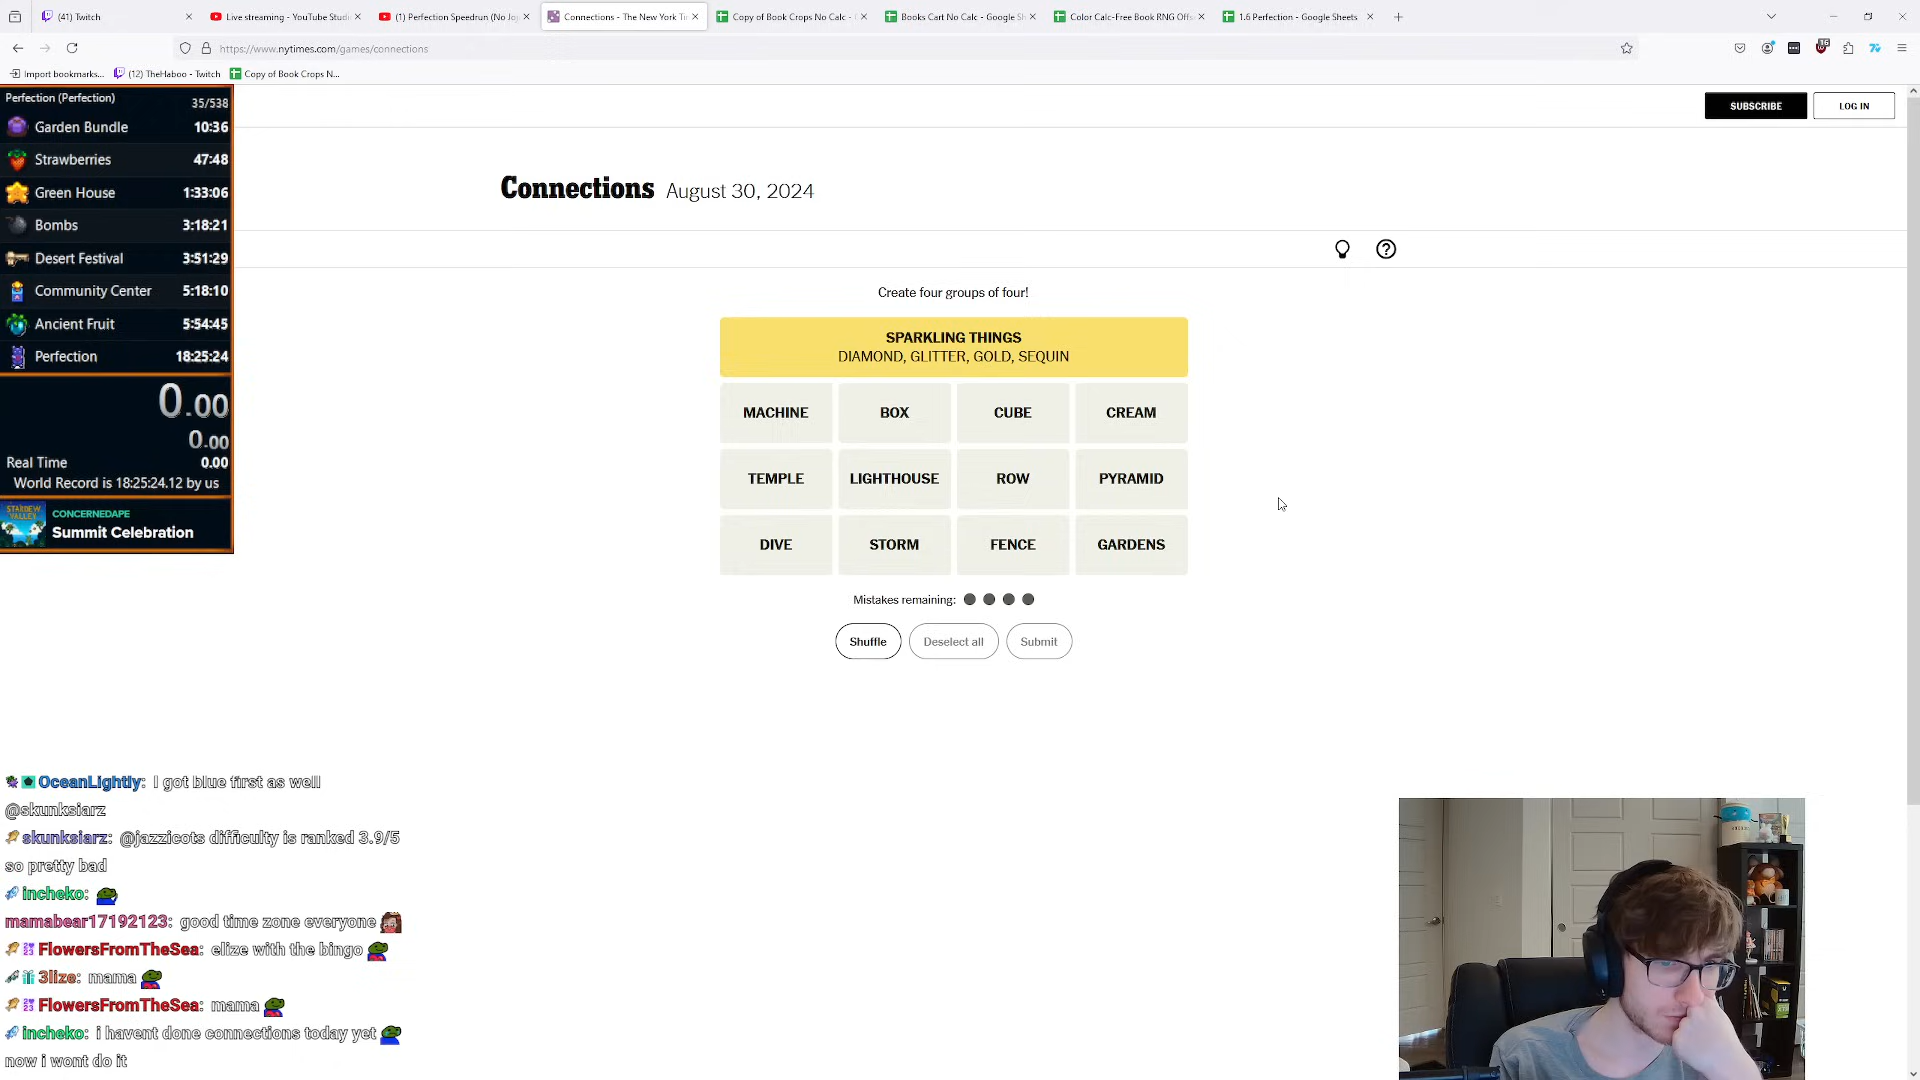 (41) Twitch
Live streaming - YouTube Studi
(1) Perfection Speedrun (No Jo
Connections - The New York Ti
Copy of Book Crops No Calc -
Books Cart No Calc - Google Sh
Color Calc-Free Book RNG Offs
1.6 Perfection - Google Sheets
https://www.nytimes.com/games/connections
16
Import bookmarks...
(12) TheHaboo - Twitch
Copy of Book Crops N...
Perfection (Perfection) 35/538
Garden Bundle 10:36
Strawberries 47:48
Green House 1:33:06
Bombs 3:18:21
Desert Festival 3:51:29
Community Center 5:18:10
Ancient Fruit 5:54:45
Perfection 18:25:24
0.00
0.00
Real Time 0.00
World Record is 18:25:24.12 by us
STARDEW VALLEY
CONCERNEDAPE
Summit Celebration
SUBSCRIBE
LOG IN
Connections August 30, 2024
Create four groups of four!
SPARKLING THINGS
DIAMOND, GLITTER, GOLD, SEQUIN
MACHINE BOX CUBE CREAM
TEMPLE LIGHTHOUSE ROW PYRAMID
DIVE STORM FENCE GARDENS
Mistakes remaining:
Shuffle
Deselect all
Submit
OceanLightly: I got blue first as well
@skunksiarz
skunksiarz: @jazzicots difficulty is ranked 3.9/5
so pretty bad
incheko:
mamabear17192123: good time zone everyone
FlowersFromTheSea: elize with the bingo
3lize: mama
FlowersFromTheSea: mama
incheko: i havent done connections today yet
now i wont do it